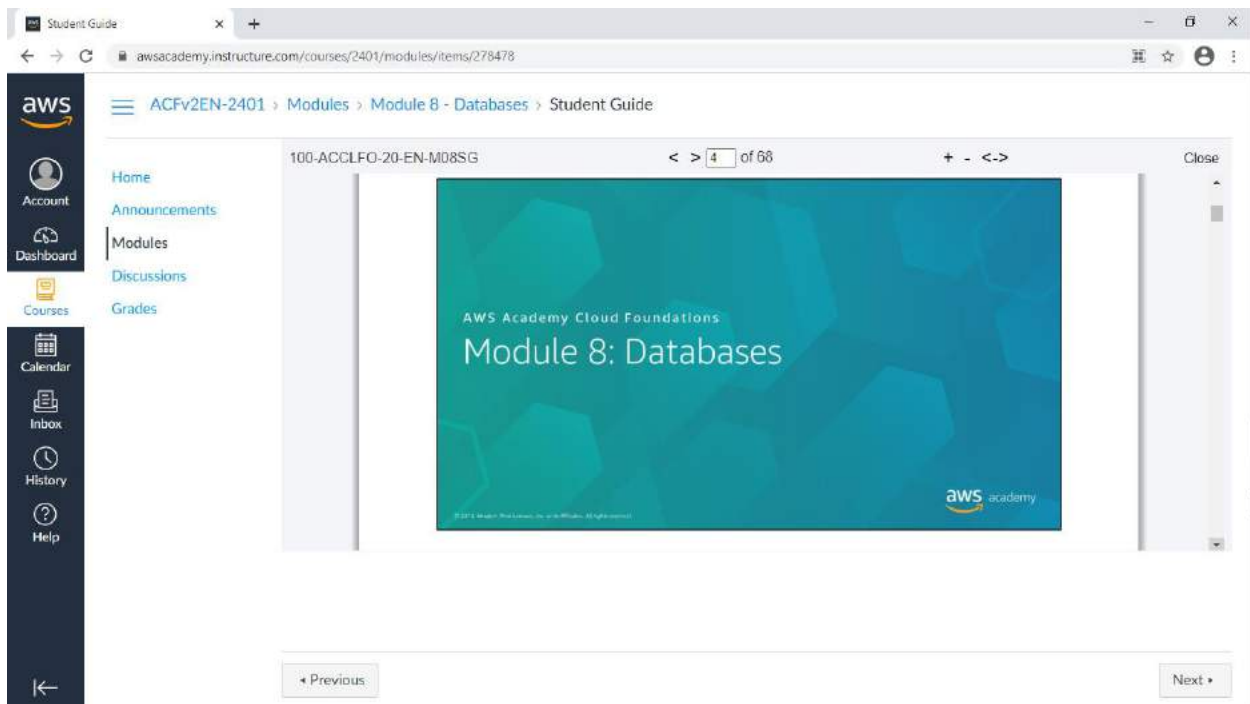 Student Guide
awsacademy.instructure.com/courses/2401/modules/items/278478
aws
ACFv2EN-2401 > Modules > Module 8 - Databases > Student Guide
Account
Dashboard
Courses
Calendar
Inbox
History
Help
Home
Announcements
Modules
Discussions
Grades
100-ACCLFO-20-EN-M08SG < > 4 of 68 + - <-> Close
AWS Academy Cloud Foundations
Module 8: Databases
aws academy
◂ Previous
Next ▸